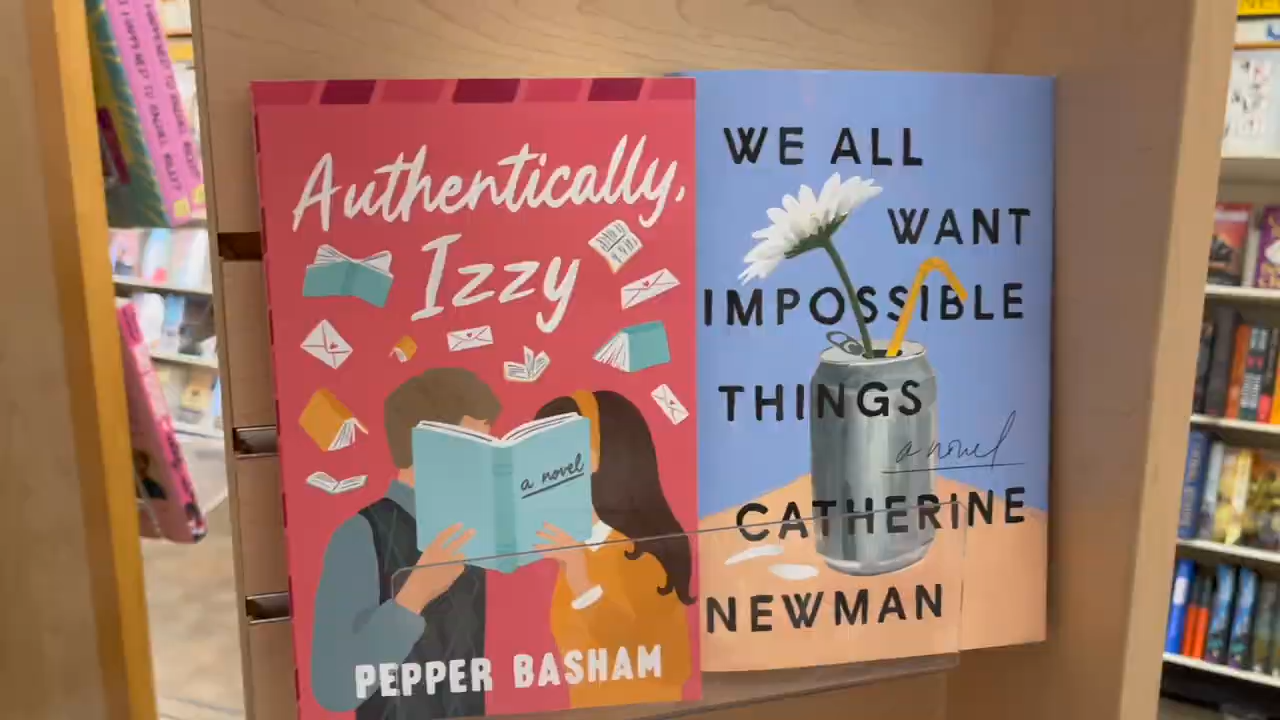 Authentically,
Izzy
a novel
PEPPER BASHAM
WE ALL
WANT
IMPOSSIBLE
THINGS
a novel
CATHERINE
NEWMAN